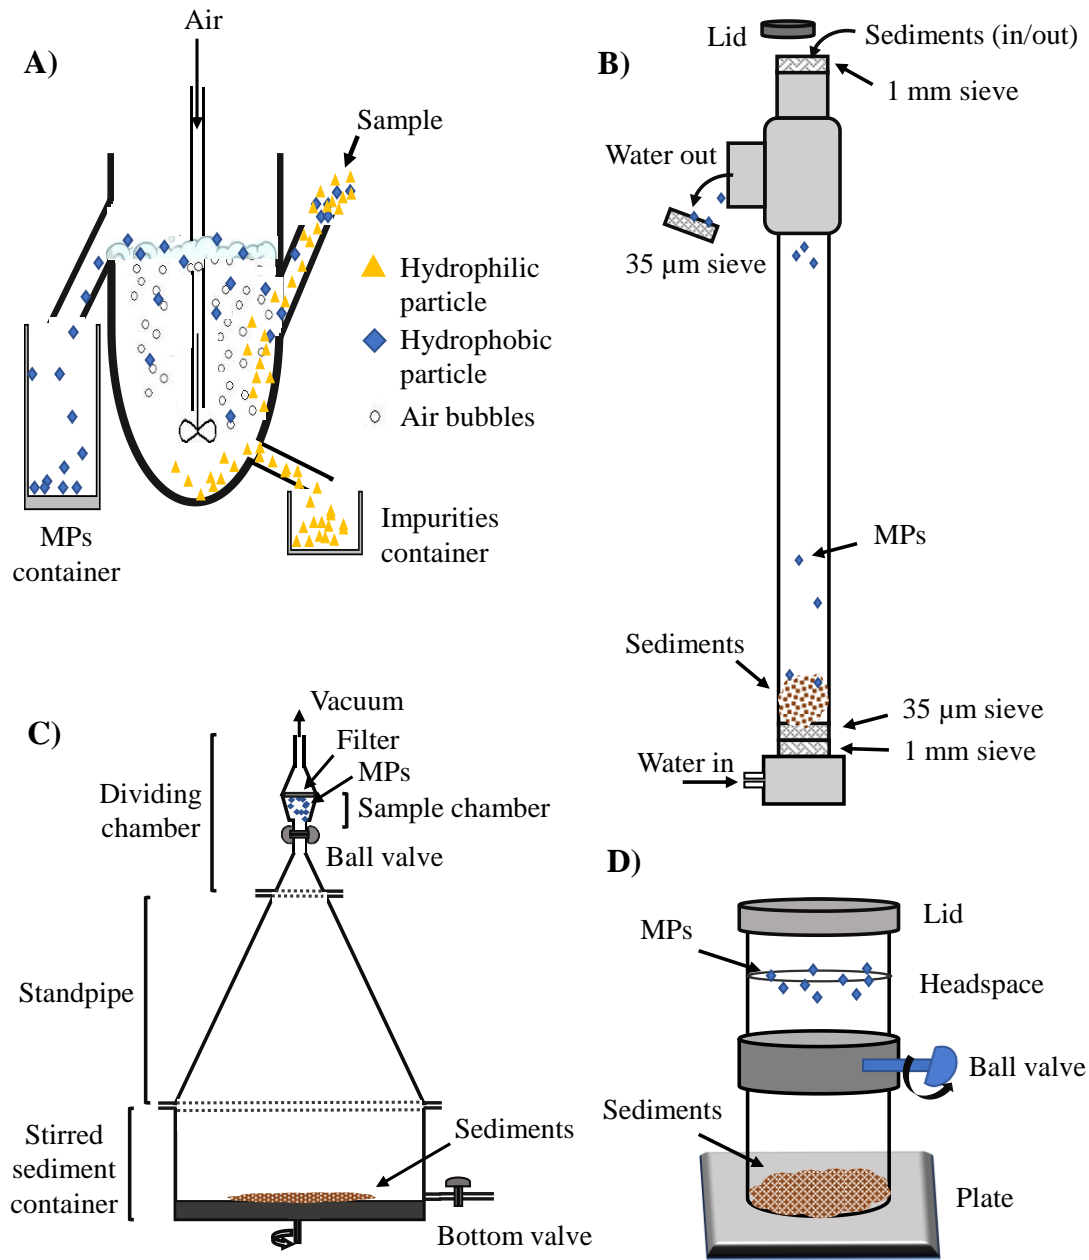 A)
Air
Sample
Hydrophilic
particle
Hydrophobic
particle
Air bubbles
MPs
container
Impurities
container
B)
Lid
Sediments (in/out)
1 mm sieve
Water out
35 µm sieve
MPs
Sediments
35 µm sieve
1 mm sieve
Water in
C)
Vacuum
Filter
MPs
Dividing
chamber
Sample chamber
Ball valve
Standpipe
Stirred
sediment
container
Sediments
Bottom valve
D)
Lid
MPs
Headspace
Ball valve
Sediments
Plate